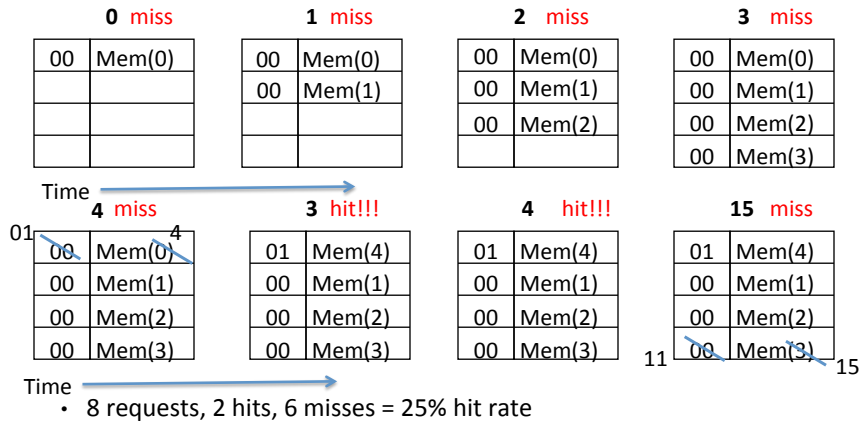 0 miss 1 miss 2 miss 3 miss
00 Mem(0) 00 Mem(0) 00 Mem(0) 00 Mem(0)
00 Mem(1) 00 Mem(1) 00 Mem(1)
00 Mem(2) 00 Mem(2)
00 Mem(3)
Time
4 miss 3 hit!!! 4 hit!!! 15 miss
01 4
00 Mem(0) 01 Mem(4) 01 Mem(4) 01 Mem(4)
00 Mem(1) 00 Mem(1) 00 Mem(1) 00 Mem(1)
00 Mem(2) 00 Mem(2) 00 Mem(2) 00 Mem(2)
00 Mem(3) 00 Mem(3) 00 Mem(3) 11 00 Mem(3) 15
Time
• 8 requests, 2 hits, 6 misses = 25% hit rate